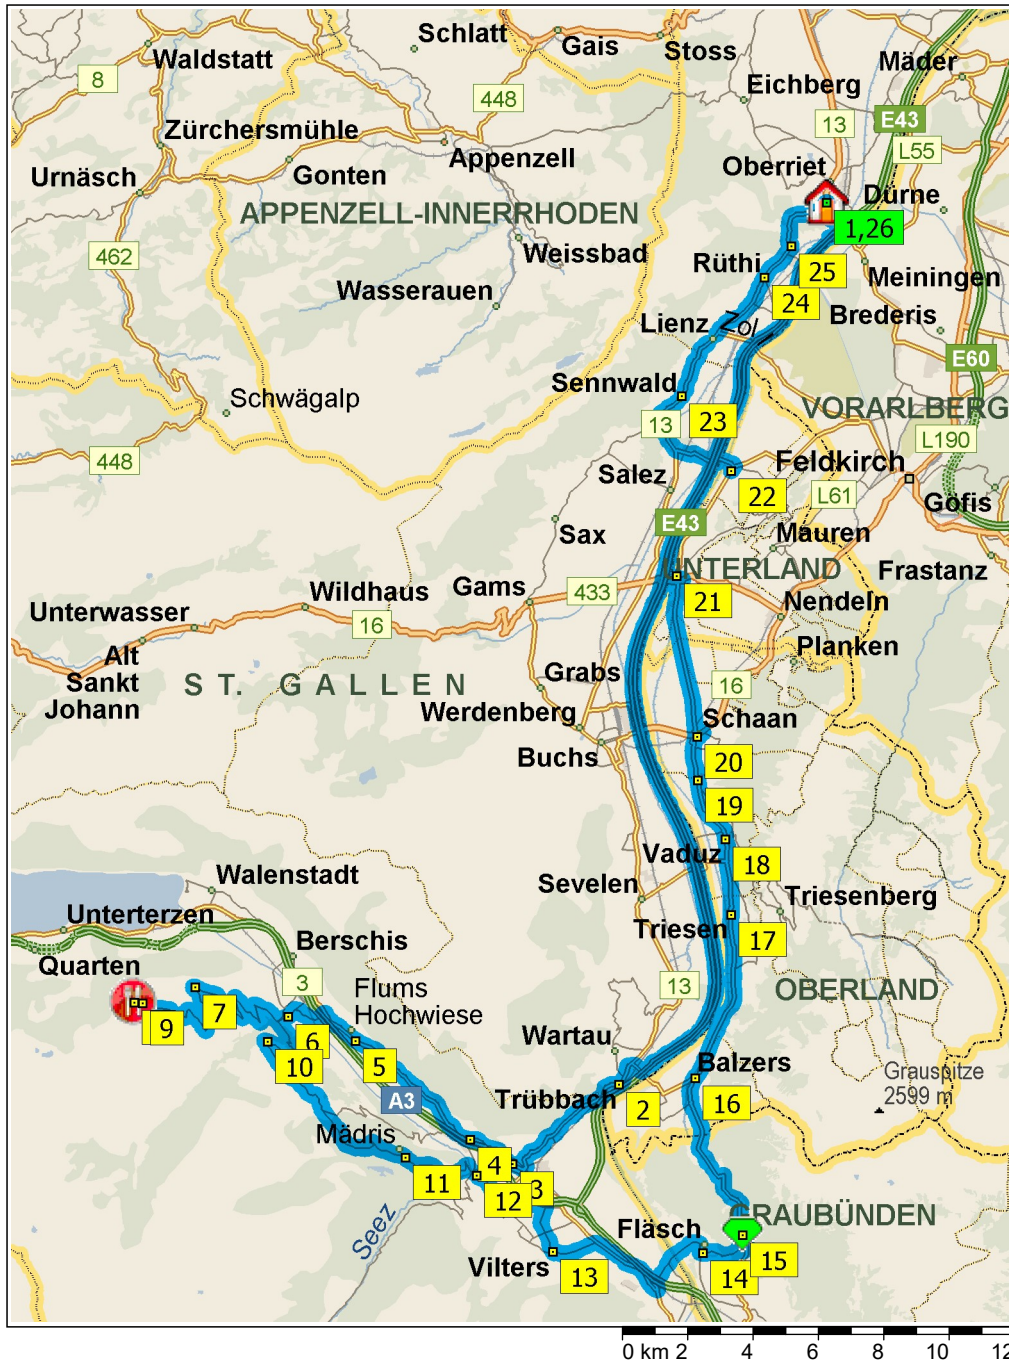 Schlatt
Gais
Stoss
Waldstatt
Mäder
8
Eichberg
448
13
E43
Zürchersmühle
L55
Appenzell
Oberriet
Gonten
Urnäsch
Dürne
APPENZELL-INNERRHODEN
1,26
462
Weissbad
Rüthi
25
Meiningen
Wasserauen
24
Brederis
Lienz
Zol
E60
Sennwald
Schwägalp
VORARLBERG
13
23
L190
448
Feldkirch
Salez
22
L61
Göfis
E43
Sax
Mauren
UNTERLAND
Frastanz
Wildhaus
Gams
433
21
Nendeln
Unterwasser
16
Planken
Alt
Sankt
Johann
ST. GALLEN
Grabs
16
Werdenberg
Schaan
Buchs
20
19
Vaduz
18
Walenstadt
Sevelen
Triesenberg
Unterterzen
Triesen
17
Berschis
Quarten
3
13
OBERLAND
Flums
Hochwiese
7
9
6
Wartau
5
10
Balzers
Grauspitze
2599 m
Trübbach
2
16
A3
Mädris
4
11
3
12
GRAUBÜNDEN
Seez
Fläsch
15
Vilters
13
14
0 km 2 4 6 8 10 12